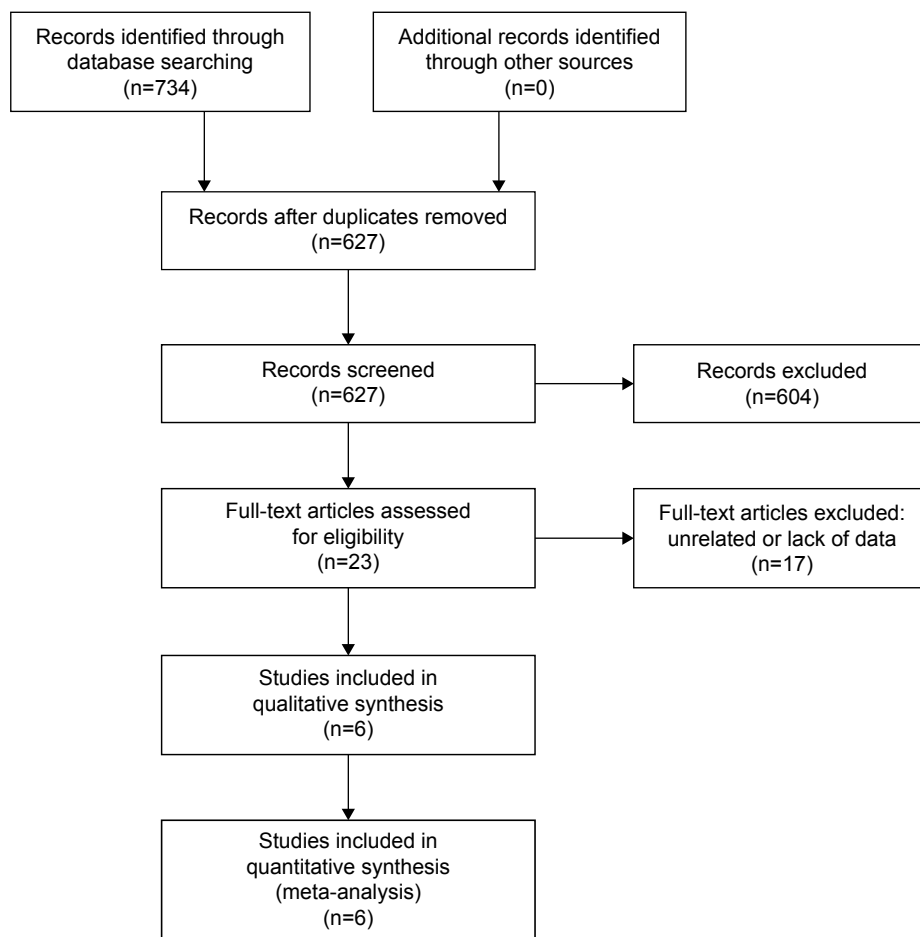 Records identified through
database searching
(n=734)
Additional records identified
through other sources
(n=0)
Records after duplicates removed
(n=627)
Records screened
(n=627)
Records excluded
(n=604)
Full-text articles assessed
for eligibility
(n=23)
Full-text articles excluded:
unrelated or lack of data
(n=17)
Studies included in
qualitative synthesis
(n=6)
Studies included in
quantitative synthesis
(meta-analysis)
(n=6)